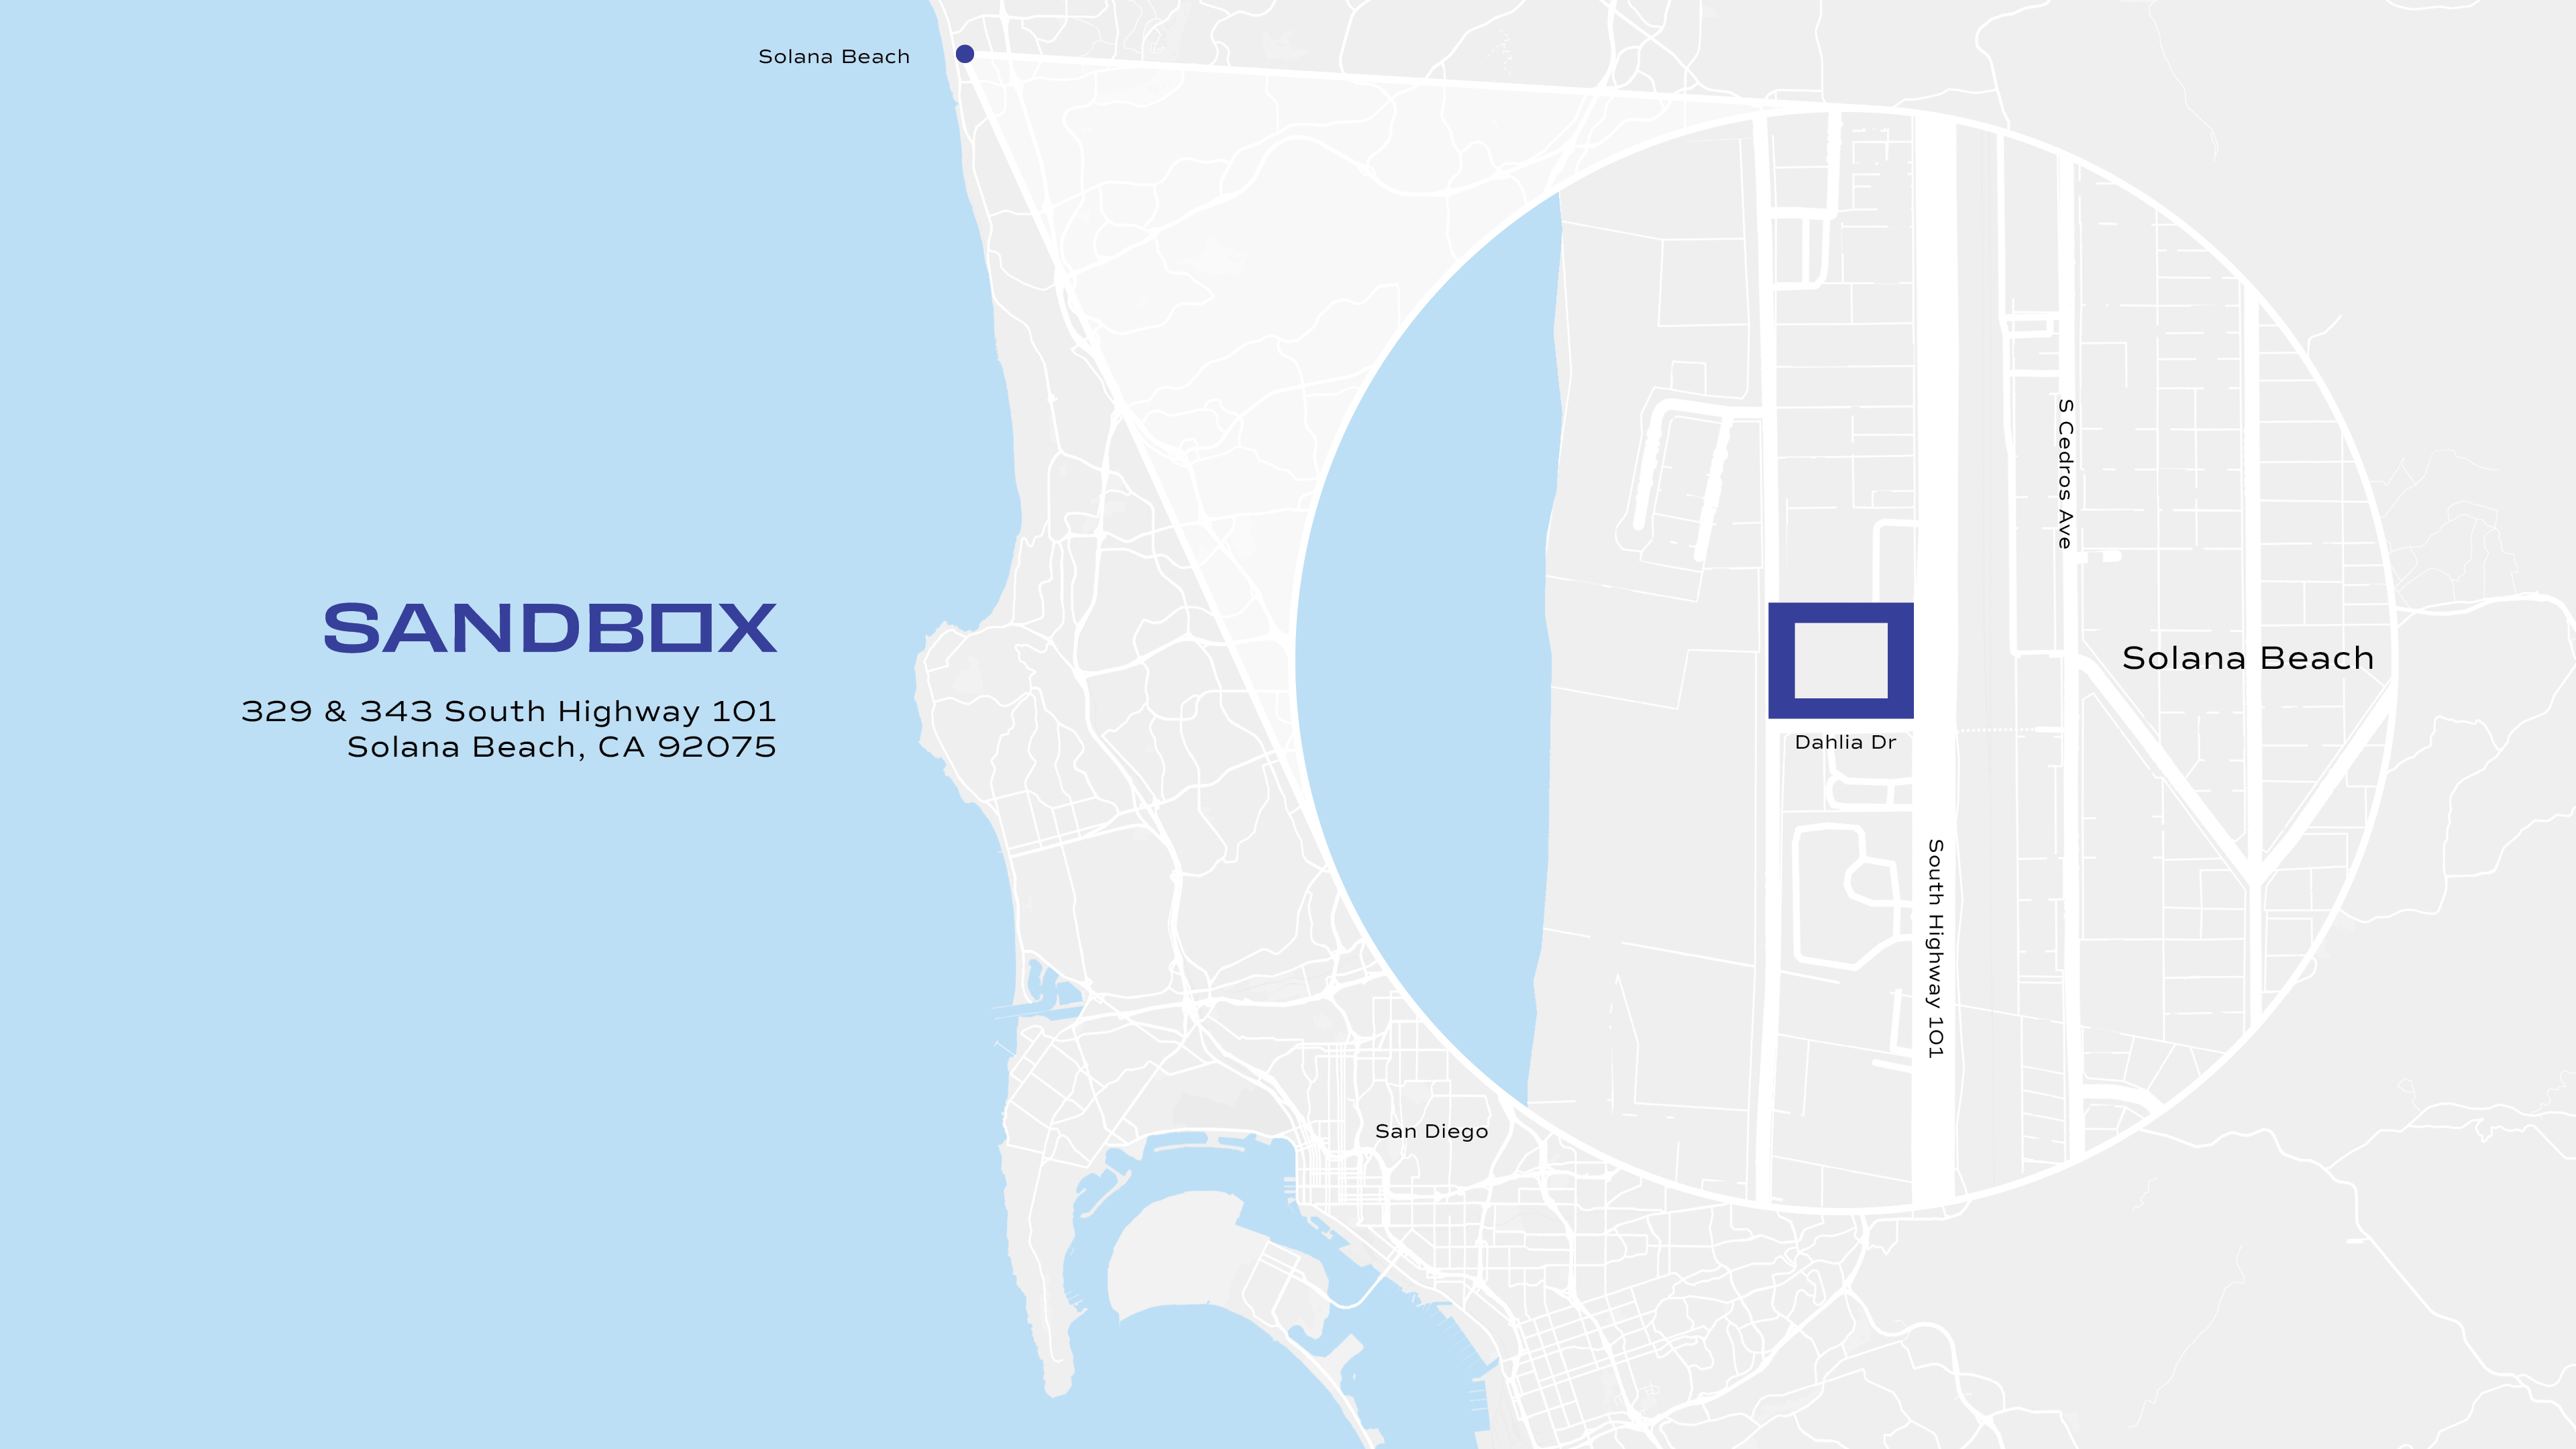 Solana Beach
SANDBOX
329 & 343 South Highway 101
Solana Beach, CA 92075
S Cedros Ave
Solana Beach
Dahlia Dr
South Highway 101
San Diego